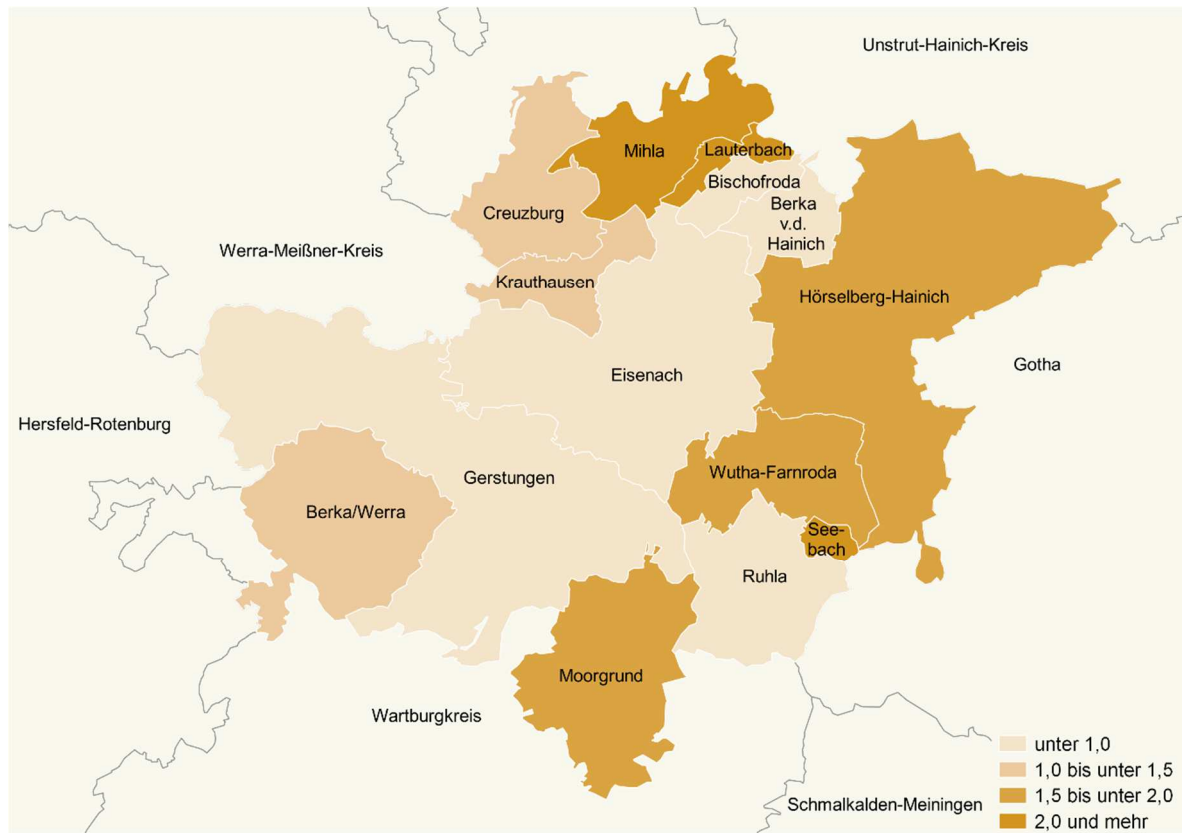 Unstrut-Hainich-Kreis
Mihla
Lauterbach
Bischofroda
Berka
v.d.
Hainich
Creuzburg
Werra-Meißner-Kreis
Krauthausen
Hörselberg-Hainich
Eisenach
Gotha
Hersfeld-Rotenburg
Gerstungen
Wutha-Farnroda
Berka/Werra
See-
bach
Ruhla
Moorgrund
Wartburgkreis
Schmalkalden-Meiningen
unter 1,0
1,0 bis unter 1,5
1,5 bis unter 2,0
2,0 und mehr